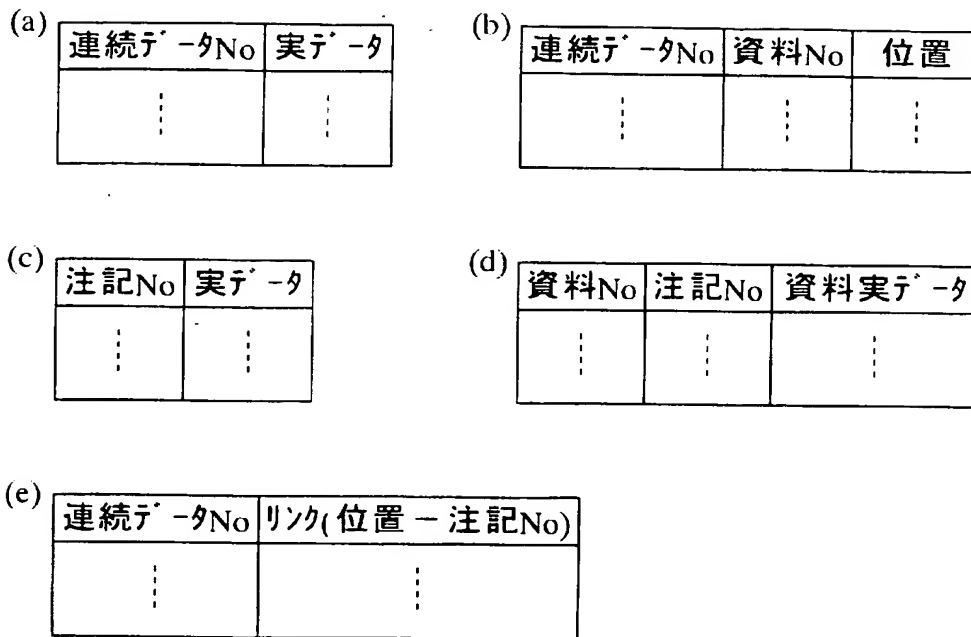 (a)
連続ﾃﾞｰﾀNo 実ﾃﾞｰﾀ
(b)
連続ﾃﾞｰﾀNo 資料No 位置
(c)
注記No 実ﾃﾞｰﾀ
(d)
資料No 注記No 資料実ﾃﾞｰﾀ
(e)
連続ﾃﾞｰﾀNo ﾘﾝｸ(位置－注記No)